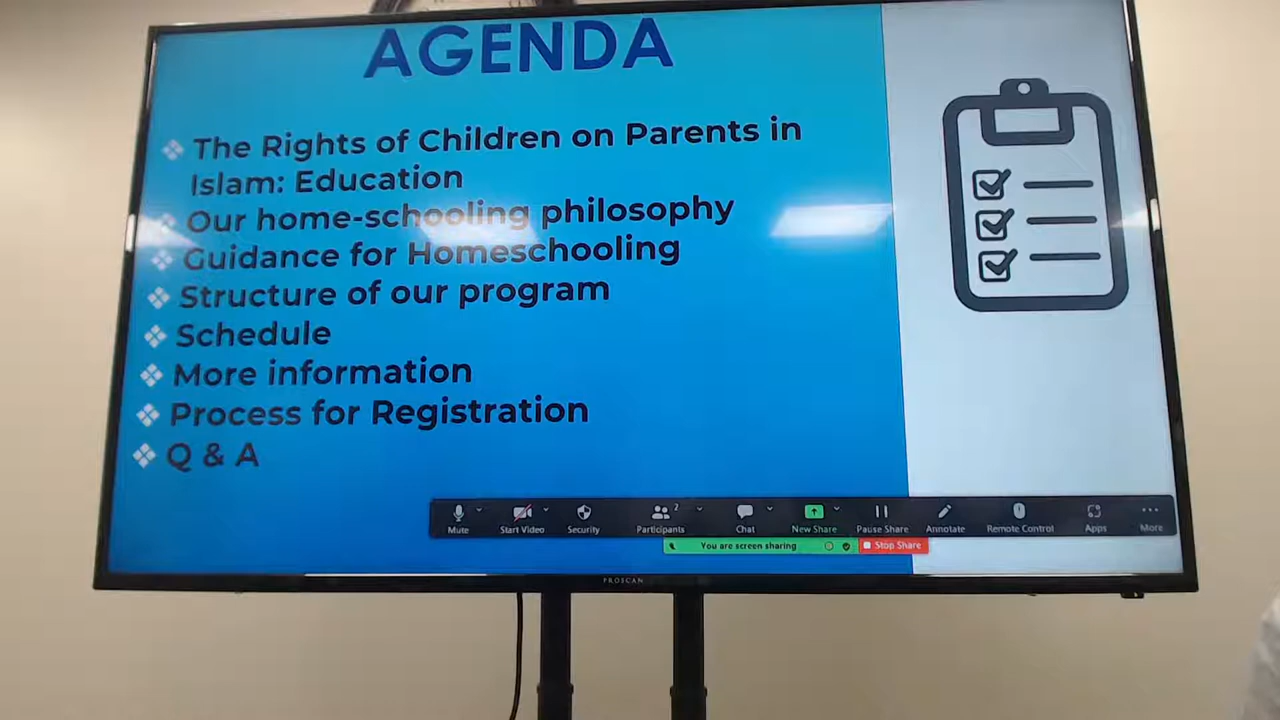 AGENDA
❖ The Rights of Children on Parents in
Islam: Education
❖ Our home-schooling philosophy
❖ Guidance for Homeschooling
❖ Structure of our program
❖ Schedule
❖ More information
❖ Process for Registration
❖ Q & A
Mute Start Video Security Participants 2 Chat New Share Pause Share Annotate Remote Control Apps More
You are screen sharing Stop Share
PROSCAN